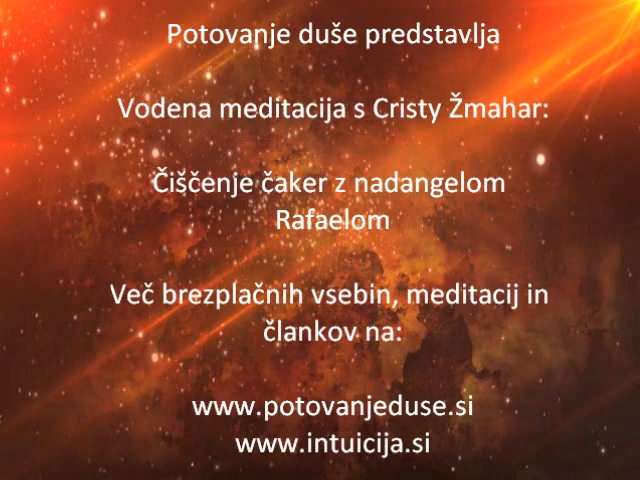 Potovanje duše predstavlja
Vodena meditacija s Cristy Žmahar:
Čiščenje čaker z nadangelom
Rafaelom
Več brezplačnih vsebin, meditacij in
člankov na:
www.potovanjeduse.si
www.intuicija.si